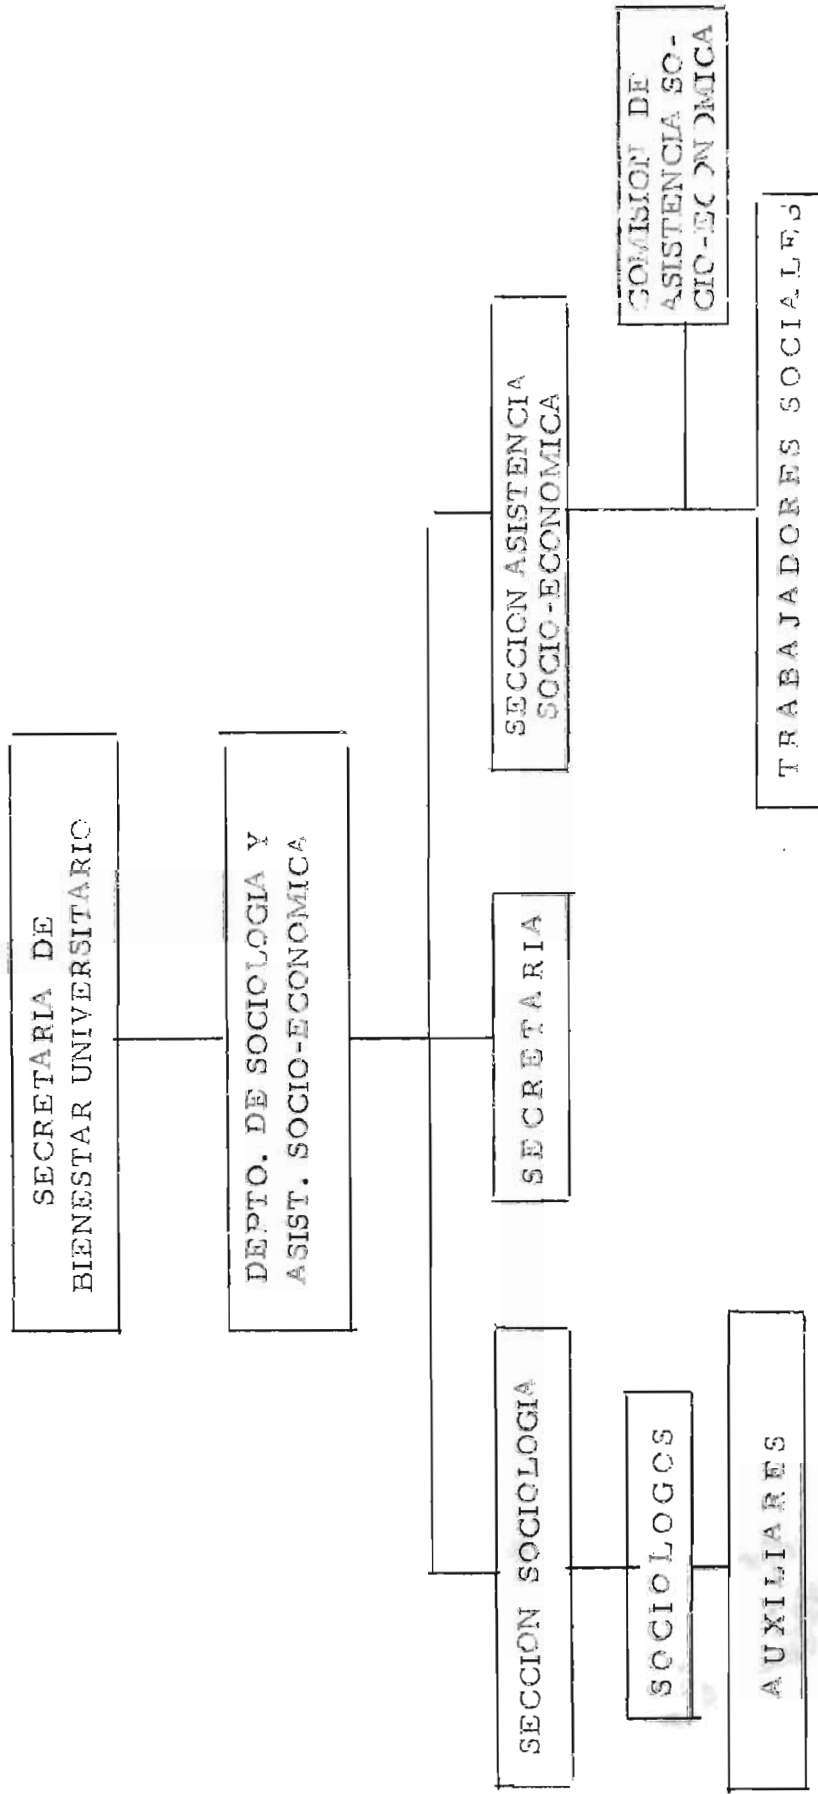 SECRETARIA DE
BIENESTAR UNIVERSITARIO
DEPTO. DE SOCIOLOGIA Y
ASIST. SOCIO-ECONOMICA
SECCION SOCIOLOGIA
SECRETARIA
SECCION ASISTENCIA
SOCIO-ECONOMICA
SOCIOLOGOS
COMISION DE
ASISTENCIA SO-
CIO-ECONOMICA
AUXILIARES
TRABAJADORES SOCIALES